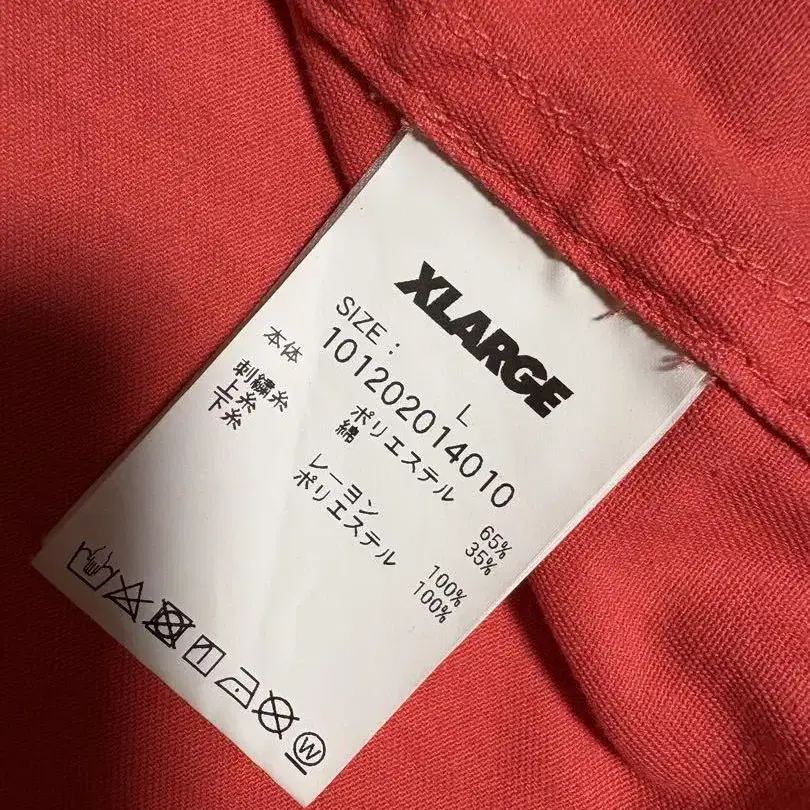 XLARGE
SIZE : L
101202014010
本体 ポリエステル 65%
綿 35%
刺繍糸
上糸 レーヨン 100%
下糸 ポリエステル 100%
W